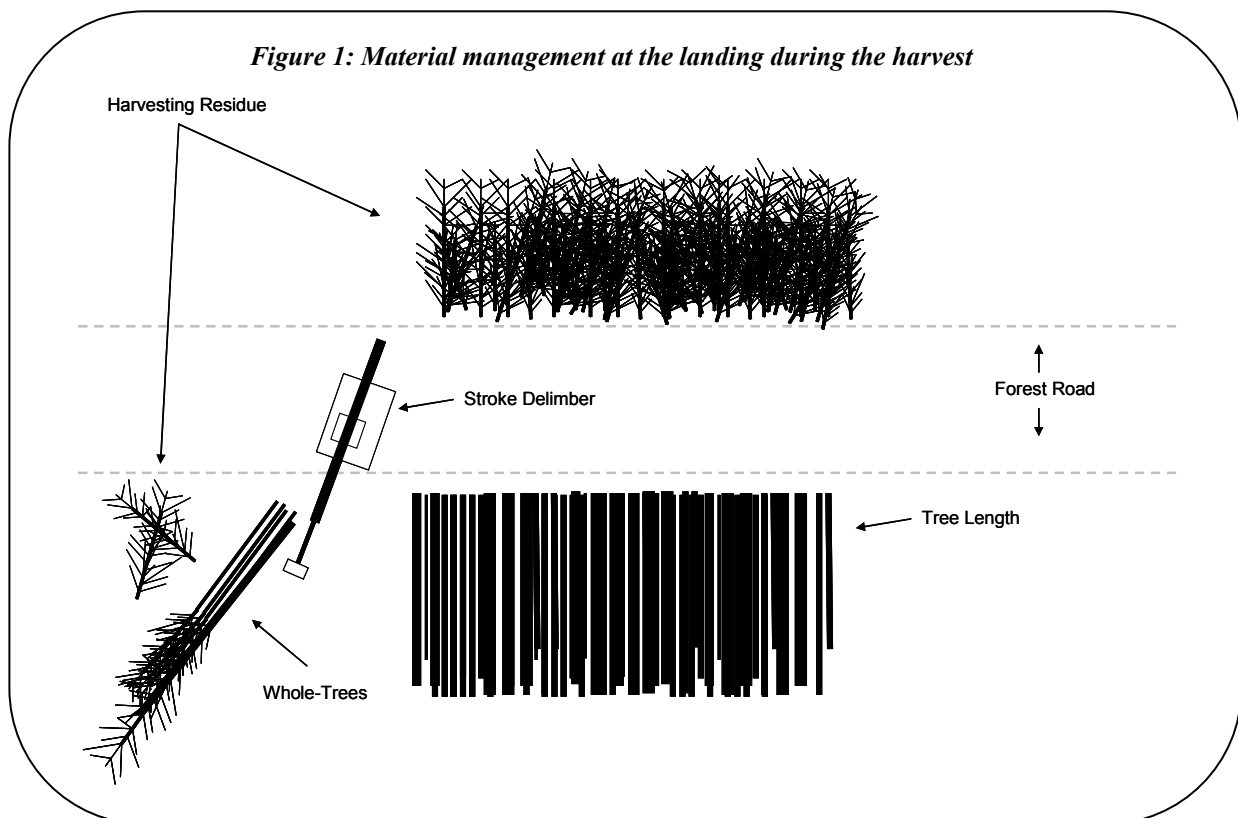 Figure 1: Material management at the landing during the harvest
Harvesting Residue
Forest Road
Stroke Delimber
Tree Length
Whole-Trees